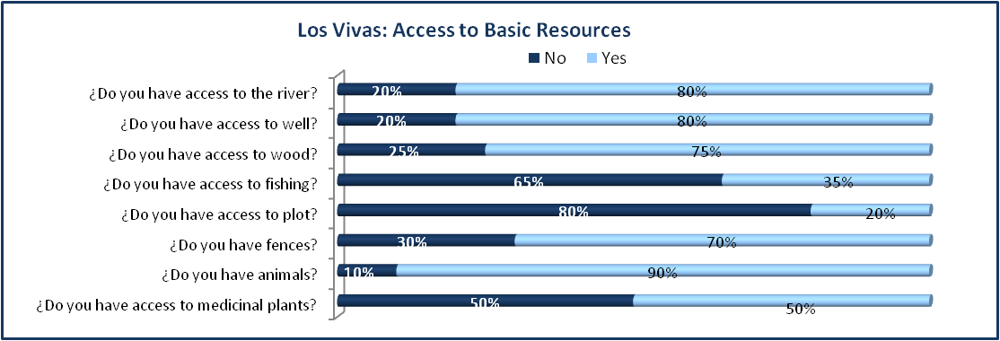 Los Vivas: Access to Basic Resources
No Yes
¿Do you have access to the river? 20% 80%
¿Do you have access to well? 20% 80%
¿Do you have access to wood? 25% 75%
¿Do you have access to fishing? 65% 35%
¿Do you have access to plot? 80% 20%
¿Do you have fences? 30% 70%
¿Do you have animals? 10% 90%
¿Do you have access to medicinal plants? 50% 50%